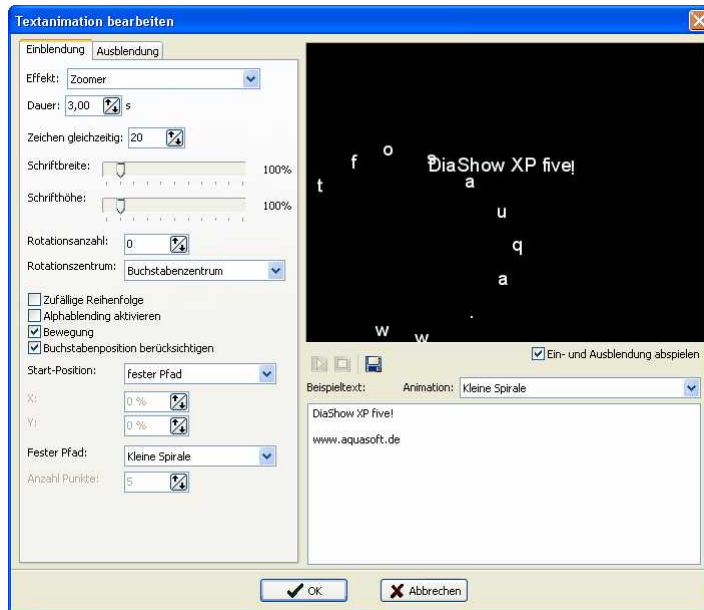 Textanimation bearbeiten
Einblendung Ausblendung
Effekt: Zoomer
Dauer: 3,00 s
Zeichen gleichzeitig: 20
Schriftbreite: 100%
Schrifthöhe: 100%
Rotationsanzahl: 0
Rotationszentrum: Buchstabenzentrum
Zufällige Reihenfolge
Alphablending aktivieren
Bewegung
Buchstabenposition berücksichtigen
Start-Position: fester Pfad
X: 0 %
Y: 0 %
Fester Pfad: Kleine Spirale
Anzahl Punkte: 5
DiaShow XP five!
t f o s a u q a . w w
Ein- und Ausblendung abspielen
Beispieltext: Animation: Kleine Spirale
DiaShow XP five!
www.aquasoft.de
OK Abbrechen